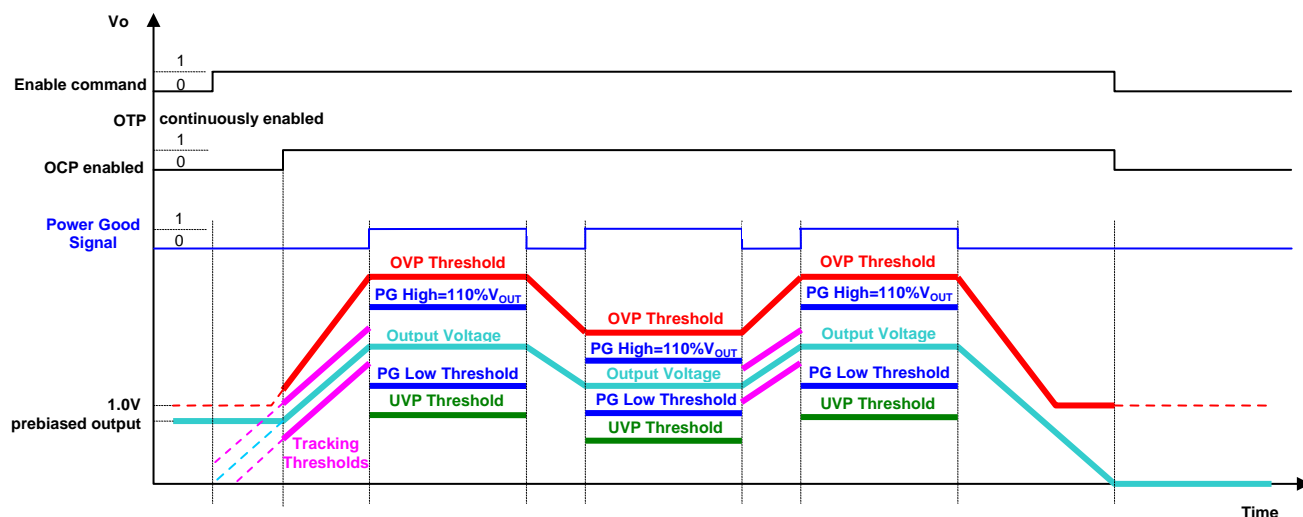 Vo
1
Enable command
0
OTP continuously enabled
1
OCP enabled
0
Power Good
Signal
1
0
OVP Threshold
OVP Threshold
PG High=110%VOUT
PG High=110%VOUT
OVP Threshold
Output Voltage
Output Voltage
PG High=110%VOUT
PG Low Threshold
Output Voltage
PG Low Threshold
1.0V
prebiased output
UVP Threshold
PG Low Threshold
UVP Threshold
UVP Threshold
Tracking
Thresholds
Time